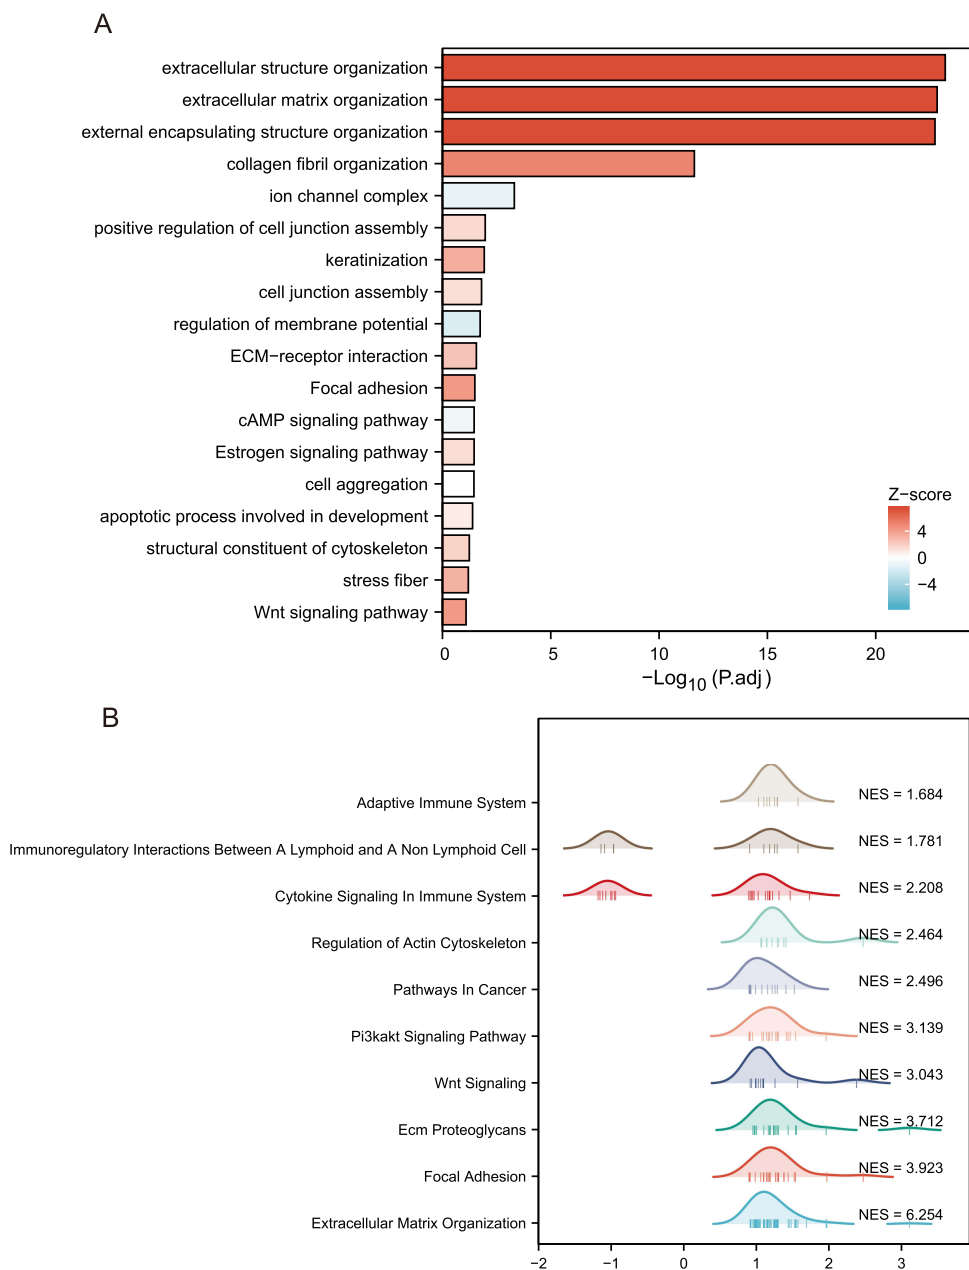 A
extracellular structure organization
extracellular matrix organization
external encapsulating structure organization
collagen fibril organization
ion channel complex
positive regulation of cell junction assembly
keratinization
cell junction assembly
regulation of membrane potential
ECM−receptor interaction
Focal adhesion
cAMP signaling pathway
Estrogen signaling pathway
cell aggregation
apoptotic process involved in development
structural constituent of cytoskeleton
stress fiber
Wnt signaling pathway
Z−score
4
0
−4
0 5 10 15 20
−Log10 (P.adj)
B
Adaptive Immune System NES = 1.684
Immunoregulatory Interactions Between A Lymphoid and A Non Lymphoid Cell NES = 1.781
Cytokine Signaling In Immune System NES = 2.208
Regulation of Actin Cytoskeleton NES = 2.464
Pathways In Cancer NES = 2.496
Pi3kakt Signaling Pathway NES = 3.139
Wnt Signaling NES = 3.043
Ecm Proteoglycans NES = 3.712
Focal Adhesion NES = 3.923
Extracellular Matrix Organization NES = 6.254
−2 −1 0 1 2 3